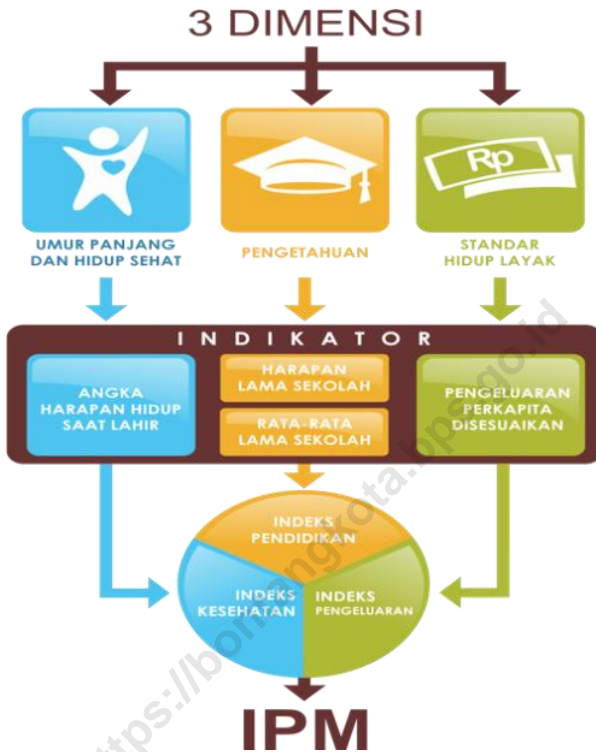 3 DIMENSI
Rp
UMUR PANJANG
DAN HIDUP SEHAT
PENGETAHUAN
STANDAR
HIDUP LAYAK
INDIKATOR
ANGKA
HARAPAN HIDUP
SAAT LAHIR
HARAPAN
LAMA SEKOLAH
RATA-RATA
LAMA SEKOLAH
PENGELUARAN
PERKAPITA
DISESUAIKAN
INDEKS
PENDIDIKAN
INDEKS
KESEHATAN
INDEKS
PENGELUARAN
IPM